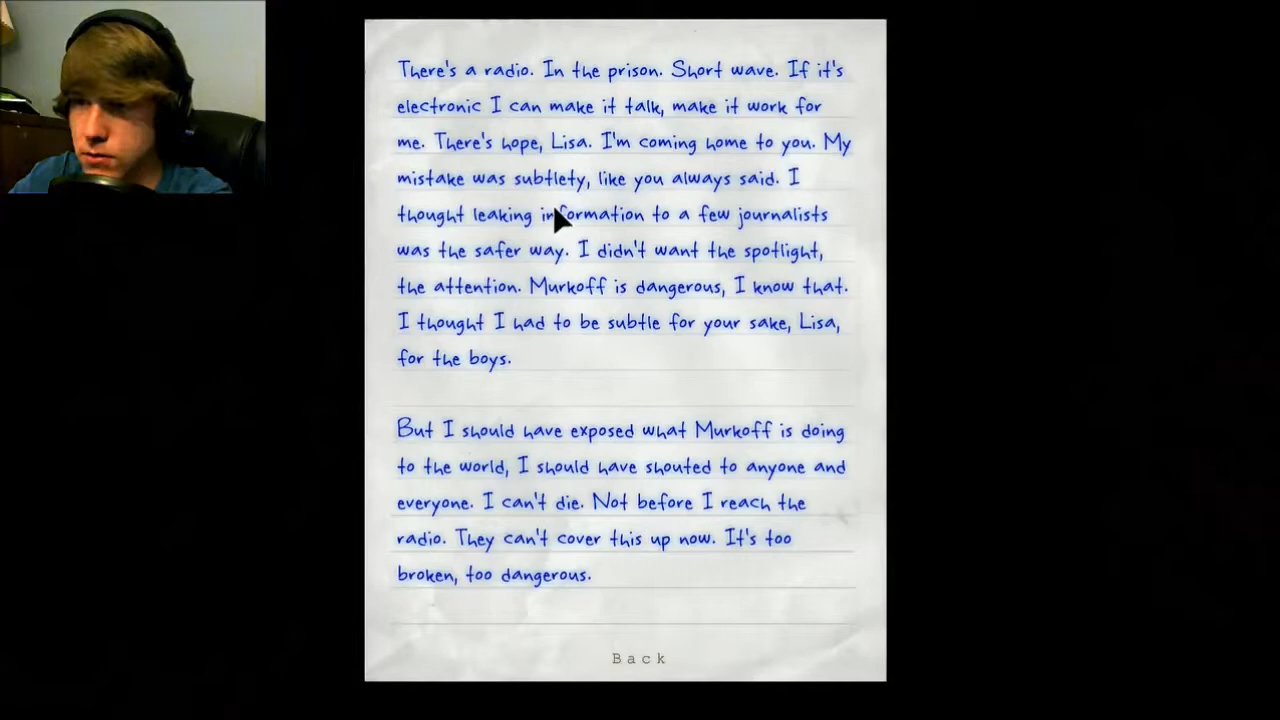 There's a radio. In the prison. Short wave. If it's
electronic I can make it talk, make it work for
me. There's hope, Lisa. I'm coming home to you. My
mistake was subtlety, like you always said. I
thought leaking information to a few journalists
was the safer way. I didn't want the spotlight,
the attention. Murkoff is dangerous, I know that.
I thought I had to be subtle for your sake, Lisa,
for the boys.
But I should have exposed what Murkoff is doing
to the world, I should have shouted to anyone and
everyone. I can't die. Not before I reach the
radio. They can't cover this up now. It's too
broken, too dangerous.
Back